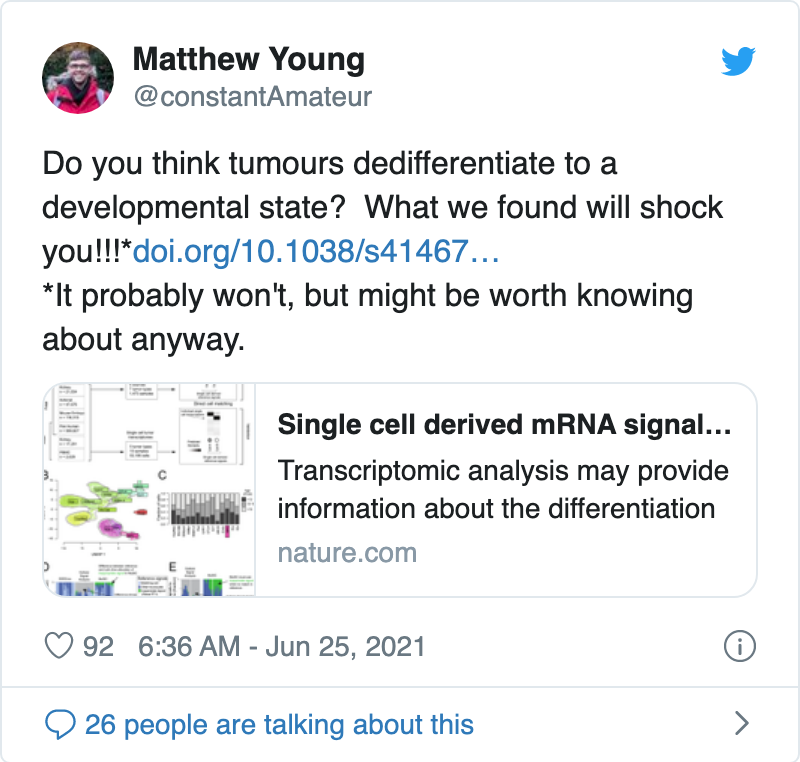 Matthew Young
@constantAmateur
Do you think tumours dedifferentiate to a
developmental state?  What we found will shock
you!!!*doi.org/10.1038/s41467…
*It probably won't, but might be worth knowing
about anyway.
Single cell derived mRNA signal...
Transcriptomic analysis may provide
information about the differentiation
nature.com
C
E
92 6:36 AM - Jun 25, 2021
26 people are talking about this